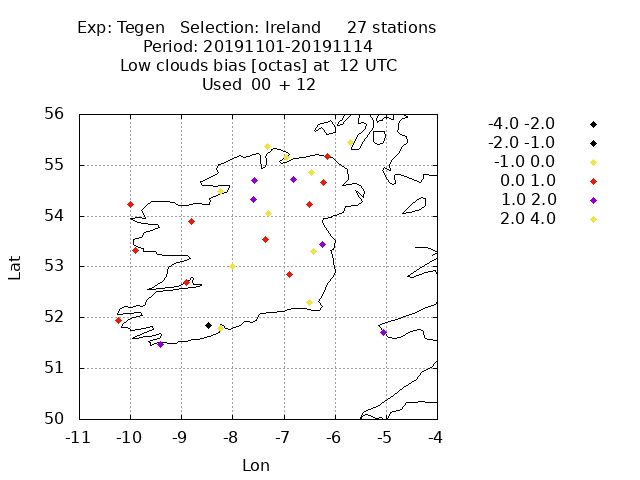 Exp: Tegen   Selection: Ireland     27 stations
Period: 20191101-20191114
Low clouds bias [octas] at  12 UTC
Used  00  + 12
56
55
54
53
52
51
50
-11 -10 -9 -8 -7 -6 -5 -4
Lat
Lon
-4.0 -2.0
-2.0 -1.0
-1.0 0.0
0.0 1.0
1.0 2.0
2.0 4.0